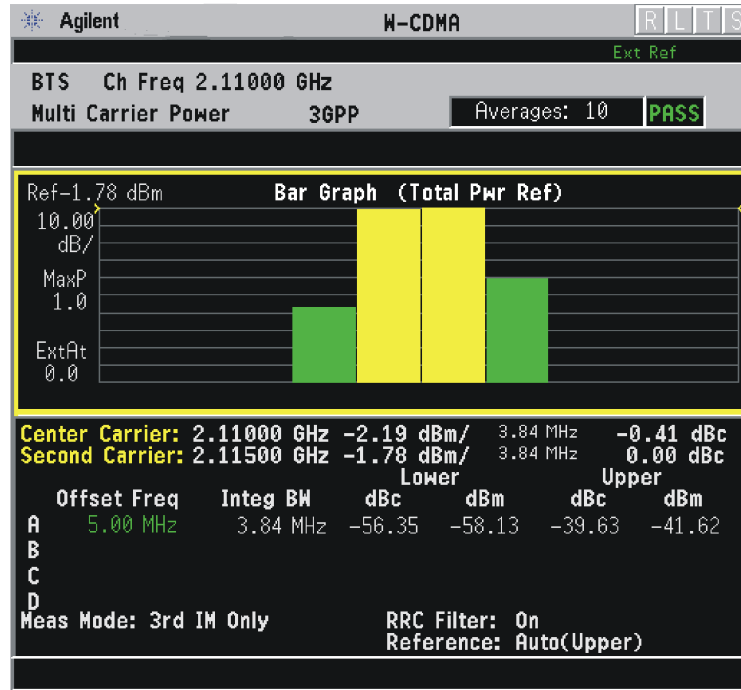 Agilent W-CDMA R L T S
Ext Ref
BTS Ch Freq 2.11000 GHz
Multi Carrier Power 3GPP Averages: 10 PASS
Ref-1.78 dBm Bar Graph (Total Pwr Ref)
10.00
dB/
MaxP
1.0
ExtAt
0.0
Center Carrier: 2.11000 GHz -2.19 dBm/ 3.84 MHz -0.41 dBc
Second Carrier: 2.11500 GHz -1.78 dBm/ 3.84 MHz 0.00 dBc
Lower Upper
Offset Freq Integ BW dBc dBm dBc dBm
A 5.00 MHz 3.84 MHz -56.35 -58.13 -39.63 -41.62
B
C
D
Meas Mode: 3rd IM Only RRC Filter: On
Reference: Auto(Upper)